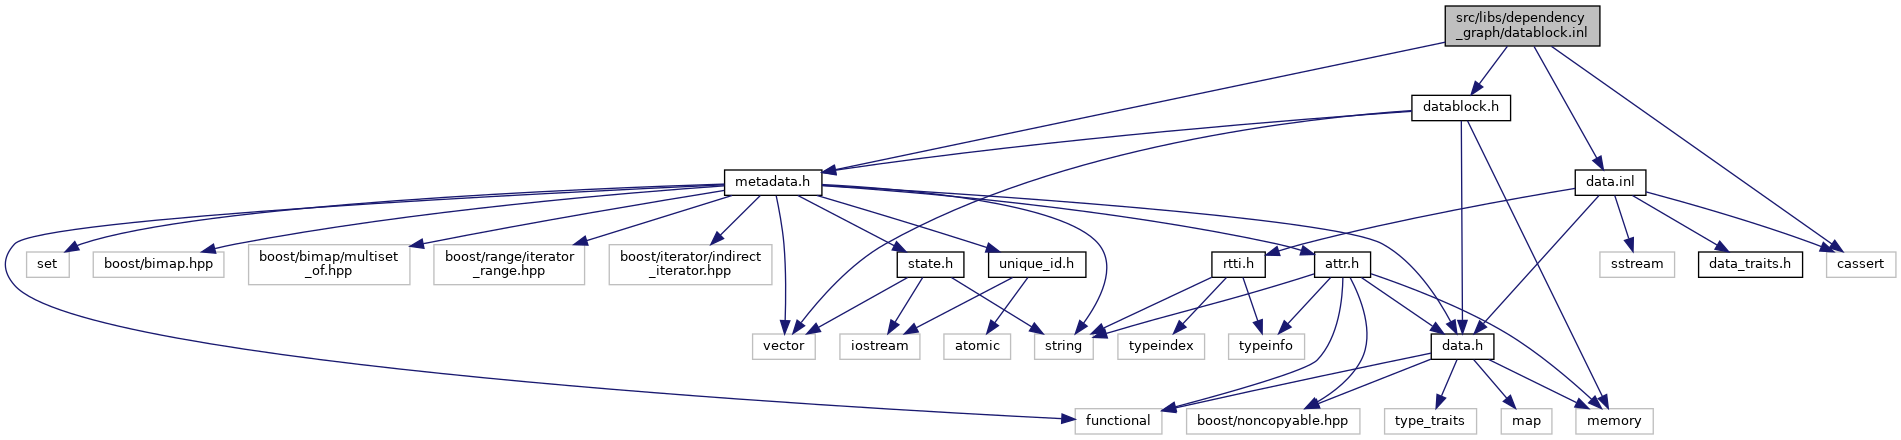 src/libs/dependency
_graph/datablock.inl
datablock.h
metadata.h
data.inl
set
boost/bimap.hpp
boost/bimap/multiset
_of.hpp
boost/range/iterator
_range.hpp
boost/iterator/indirect
_iterator.hpp
state.h
unique_id.h
rtti.h
attr.h
sstream
data_traits.h
cassert
vector
iostream
atomic
string
typeindex
typeinfo
data.h
functional
boost/noncopyable.hpp
type_traits
map
memory